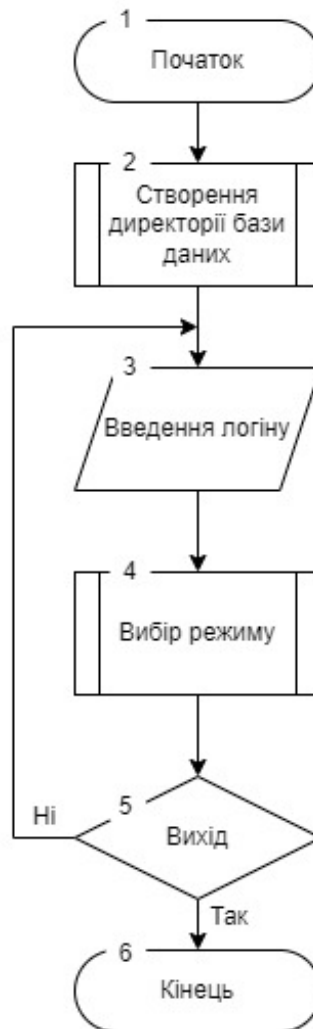 1
Початок
2
Створення
директорії бази
даних
3
Введення логіну
4
Вибір режиму
5
Вихід
Ні
Так
6
Кінець